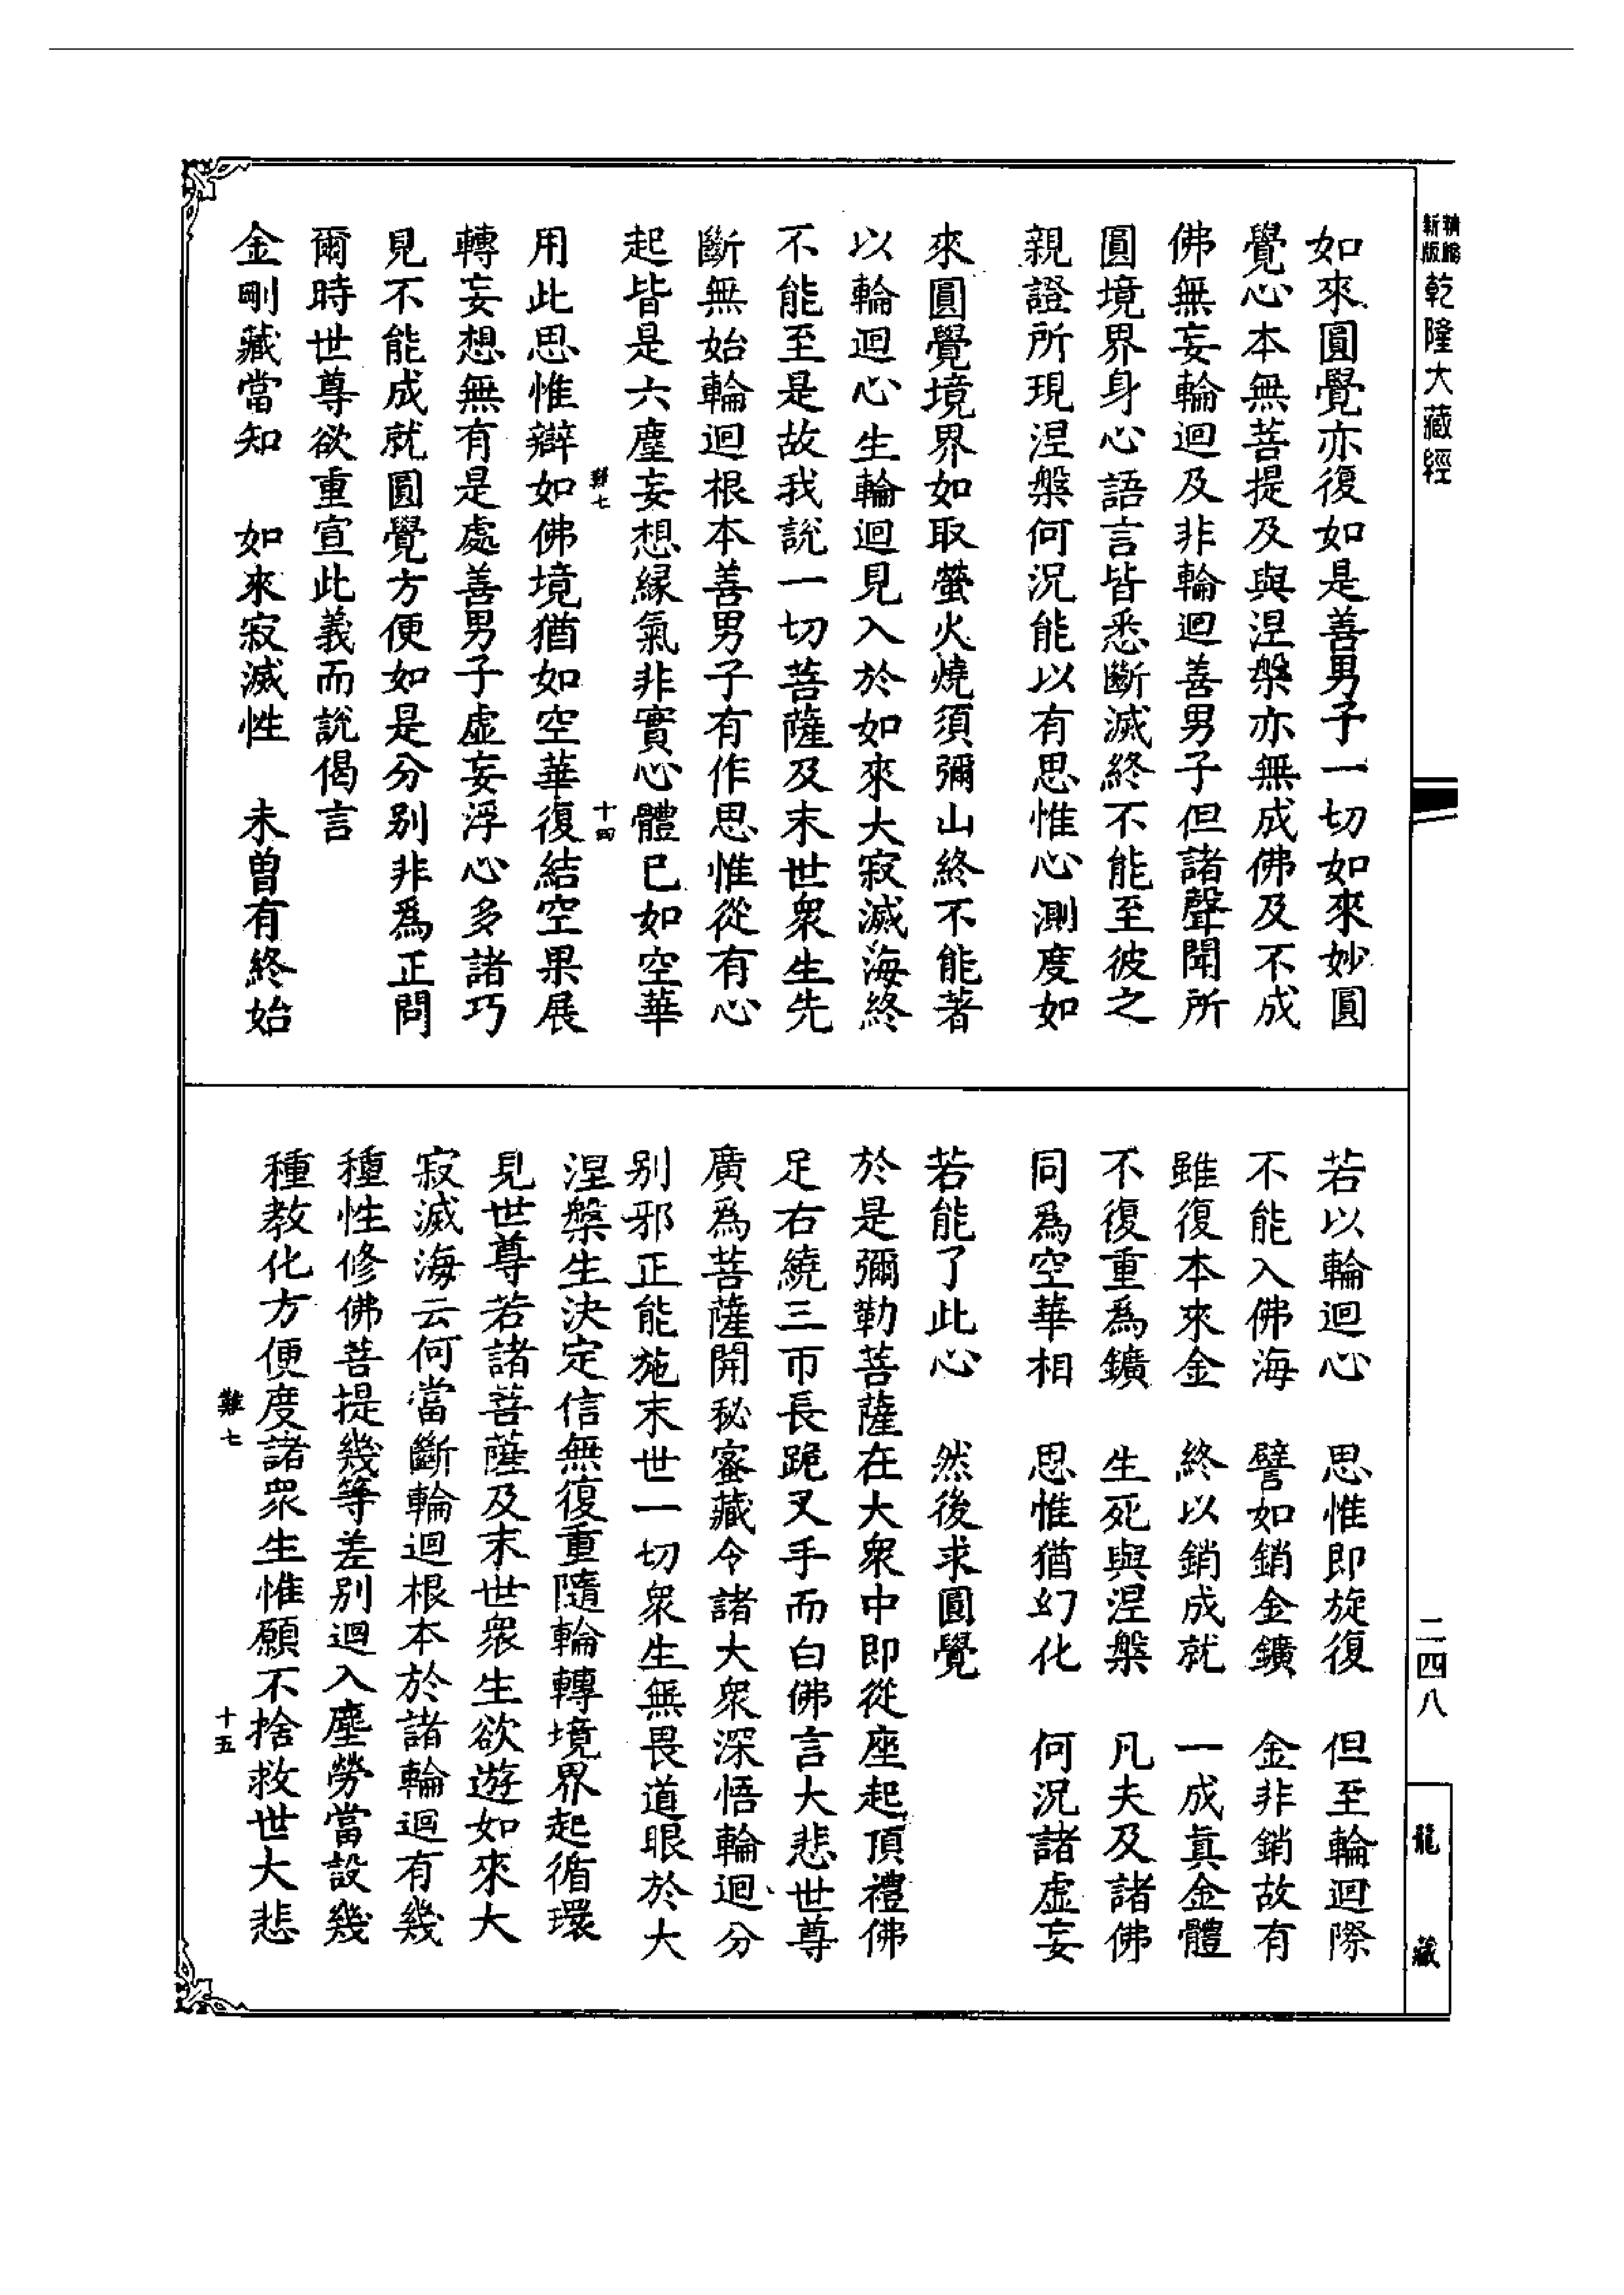 新版
乾隆大藏經
如來圓覺亦復如是善男子一切如來妙圓
覺心本無菩提及與涅槃亦無成佛及不成
佛無妄輪迴及非輪迴善男子但諸聲聞所
圓境界身心語言皆悉斷滅終不能至彼之
親證所現涅槃何況能以有思惟心測度如
來圓覺境界如取螢火燒須彌山終不能著
以輪迴心生輪迴見入於如來大寂滅海終
不能至是故我說一切菩薩及末世眾生先
斷無始輪迴根本善男子有作思惟從有心
起皆是六塵妄想緣氣非實心體已如空華
難七 十四
用此思惟辯如佛境猶如空華復結空果展
轉妄想無有是處善男子虛妄浮心多諸巧
見不能成就圓覺方便如是分別非為正問
爾時世尊欲重宣此義而說偈言
金剛藏當知 如來寂滅性 未曾有終始
若以輪迴心 思惟即旋復 但至輪迴際
不能入佛海 譬如銷金鑛 金非銷故有
雖復本來金 終以銷成就 一成真金體
不復重為鑛 生死與涅槃 凡夫及諸佛
同為空華相 思惟猶幻化 何況諸虛妄
若能了此心 然後求圓覺
於是彌勒菩薩在大眾中即從座起頂禮佛
足右繞三帀長跪叉手而白佛言大悲世尊
廣為菩薩開秘密藏令諸大眾深悟輪迴分
別邪正能施末世一切眾生無畏道眼於大
涅槃生決定信無復重隨輪轉境界起循環
見世尊若諸菩薩及末世眾生欲遊如來大
寂滅海云何當斷輪迴根本於諸輪迴有幾
種性修佛菩提幾等差別迴入塵勞當設幾
種教化方便度諸眾生惟願不捨救世大悲
難七 十五
二四八
龍藏